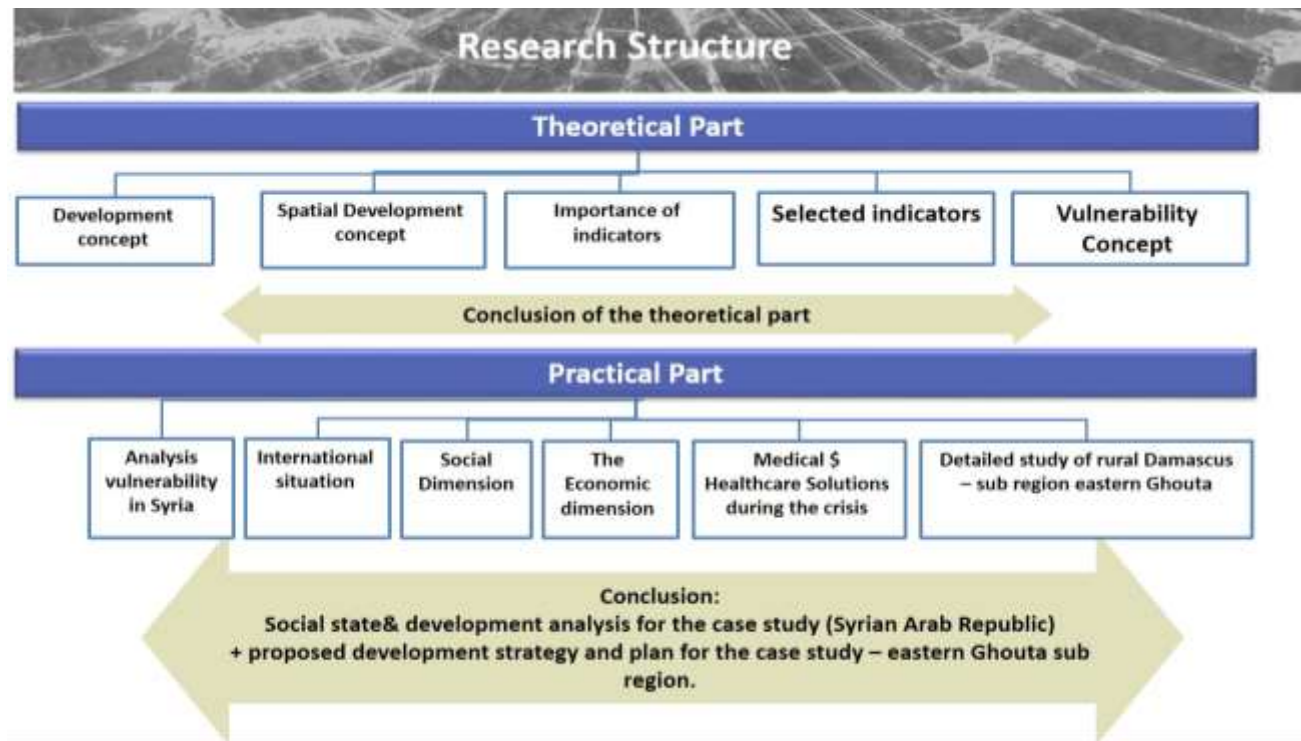 Research Structure
Theoretical Part
Development
concept
Spatial Development
concept
Importance of
indicators
Selected indicators
Vulnerability
Concept
Conclusion of the theoretical part
Practical Part
Analysis
vulnerability
in Syria
International
situation
Social
Dimension
The
Economic
dimension
Medical $
Healthcare Solutions
during the crisis
Detailed study of rural Damascus
– sub region eastern Ghouta
Conclusion:
Social state& development analysis for the case study (Syrian Arab Republic)
+ proposed development strategy and plan for the case study – eastern Ghouta sub
region.